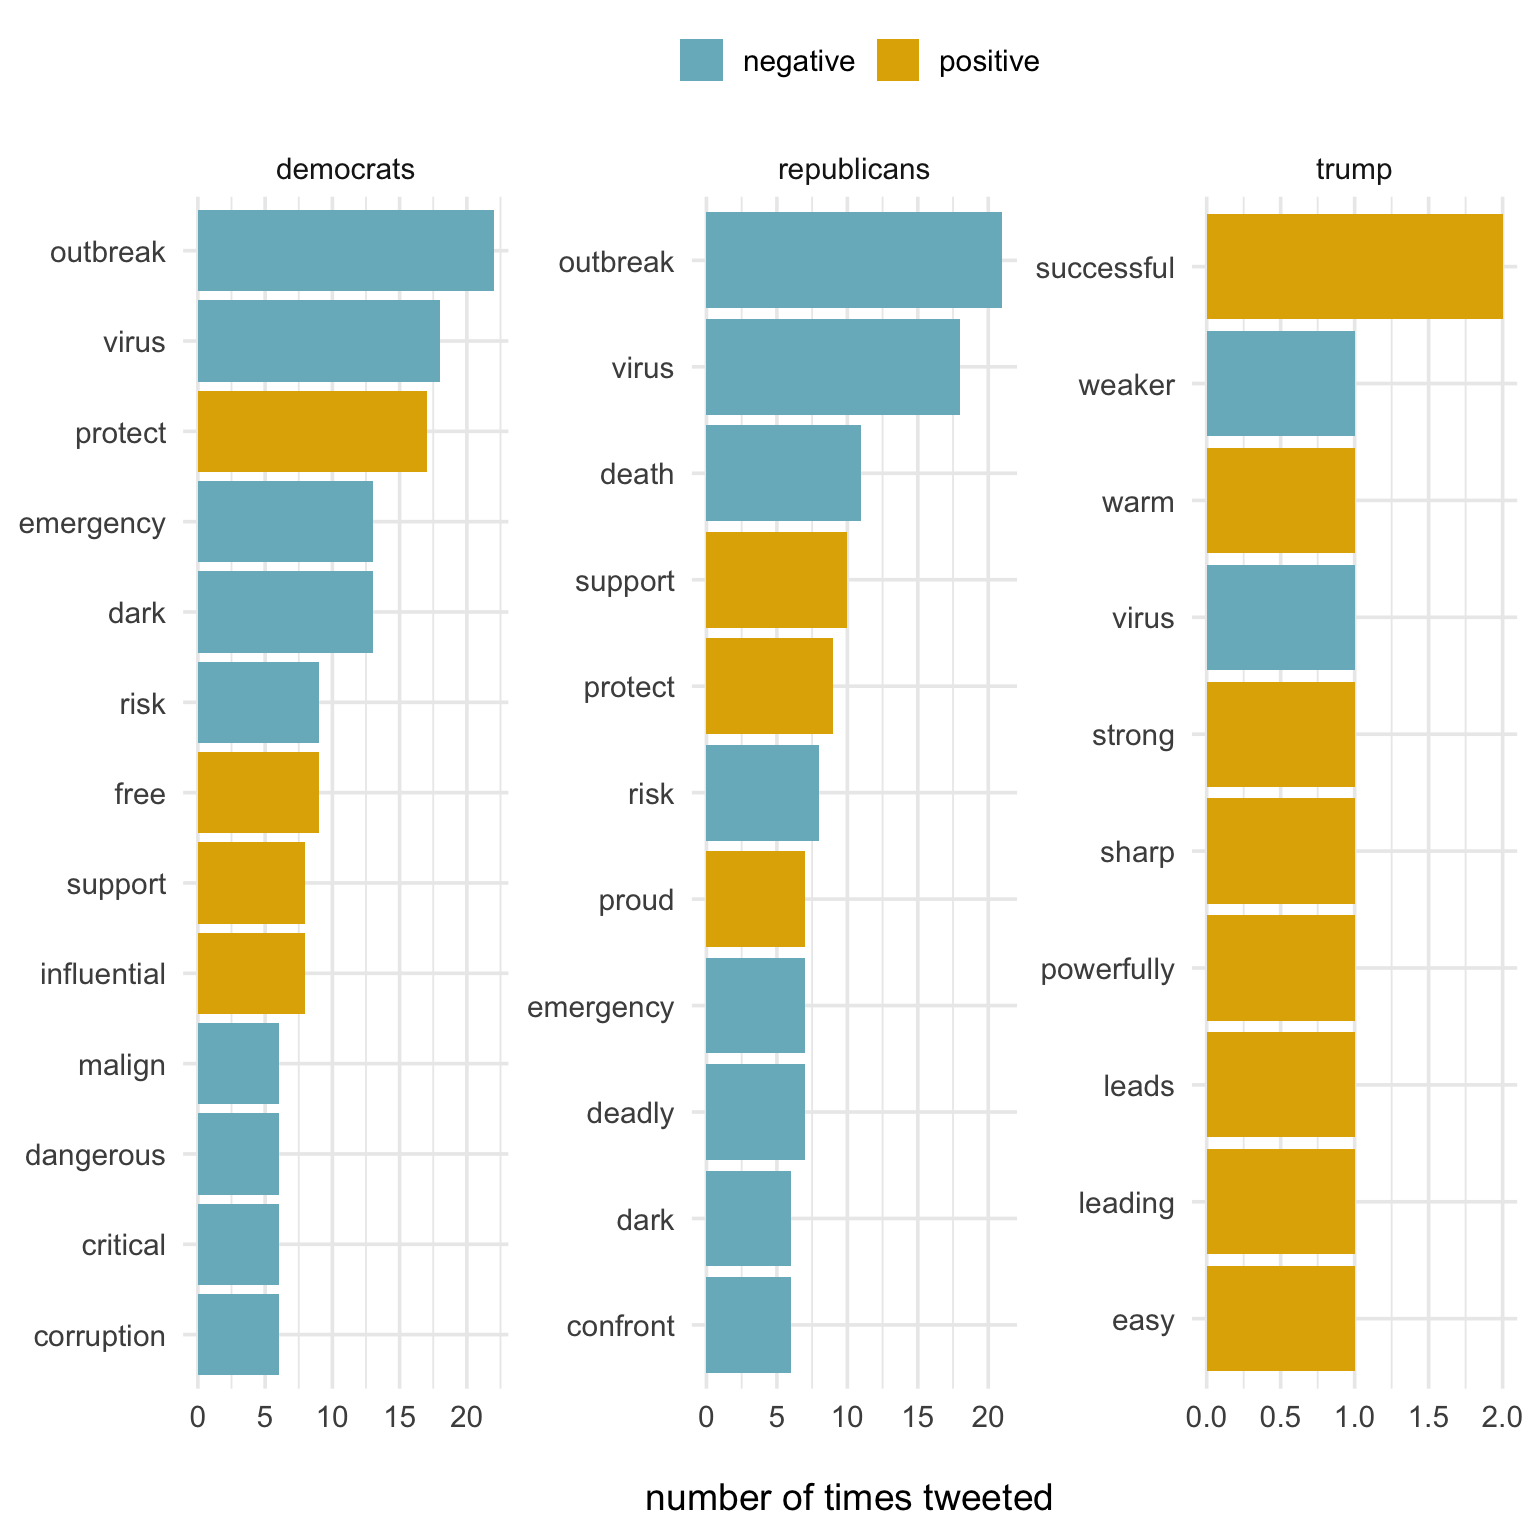 negative positive
democrats
outbreak
virus
protect
emergency
dark
risk
free
support
influential
malign
dangerous
critical
corruption
0 5 10 15 20
republicans
outbreak
virus
death
support
protect
risk
proud
emergency
deadly
dark
confront
0 5 10 15 20
trump
successful
weaker
warm
virus
strong
sharp
powerfully
leads
leading
easy
0.0 0.5 1.0 1.5 2.0
number of times tweeted